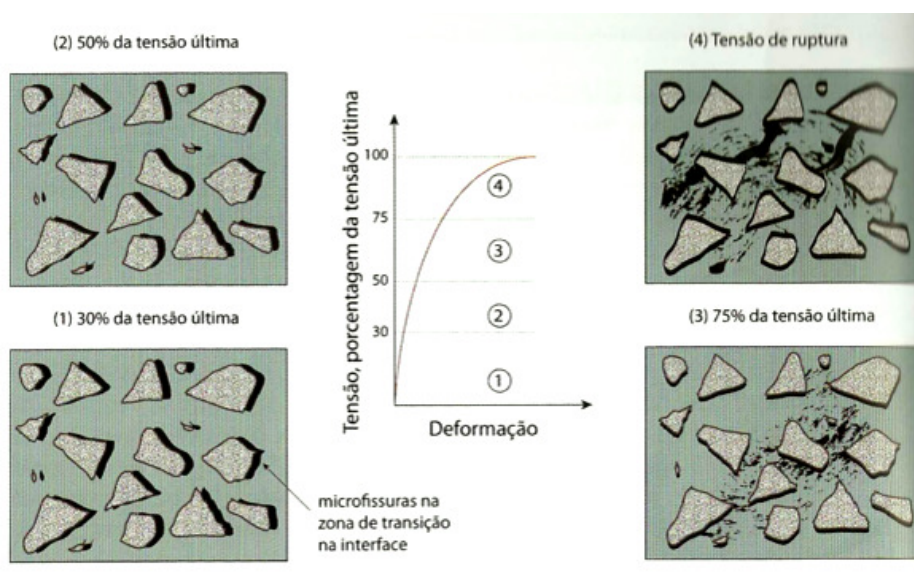 (2) 50% da tensão última
(4) Tensão de ruptura
Tensão, porcentagem da tensão última
100
75
50
30
4
3
2
1
Deformação
(1) 30% da tensão última
(3) 75% da tensão última
microfissuras na
zona de transição
na interface